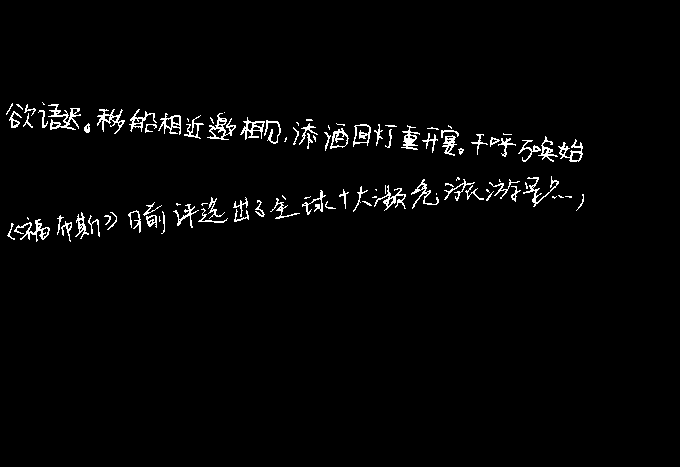 欲语迟。移船相近邀相见,添酒回灯重开宴。千呼万唤始
《福布斯》日前评选出了全球十大濒危旅游景点,